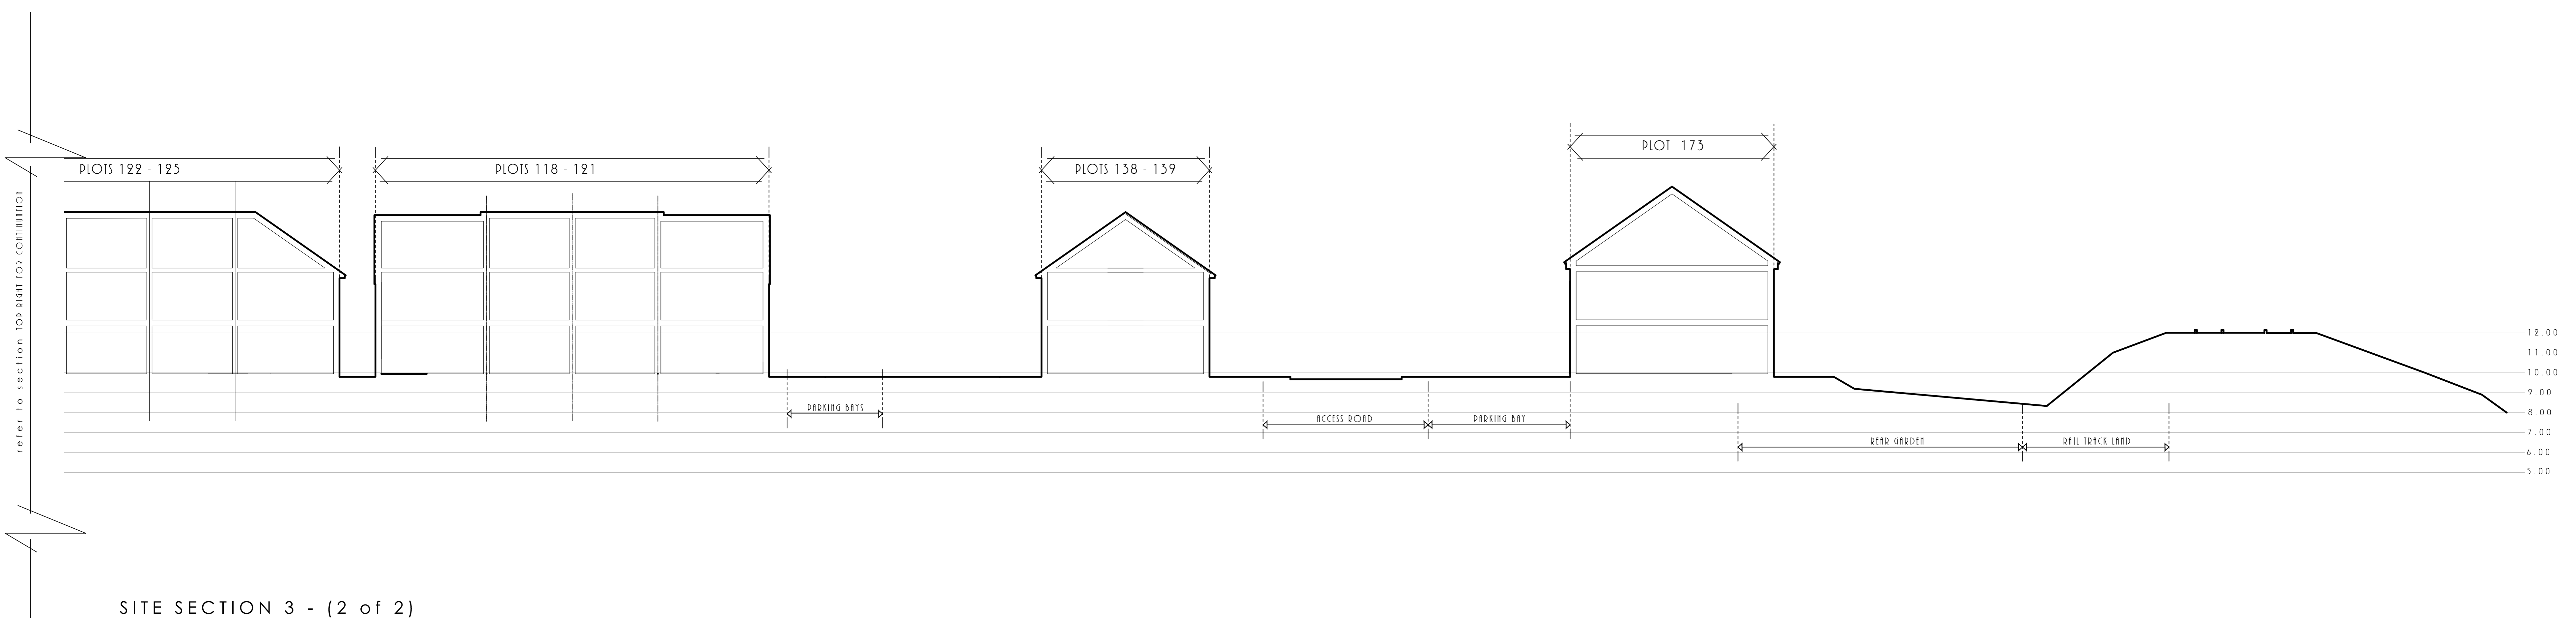 PLOTS 122 - 125
PLOTS 118 - 121
PLOTS 138 - 139
PLOT 173
refer to section TOP RIGHT FOR CONTINUATION
12.00
11.00
10.00
9.00
8.00
7.00
6.00
5.00
PARKING BAYS
ACCESS ROAD
PARKING BAY
REAR GARDEN
RAIL TRACK LAND
SITE SECTION 3 - (2 of 2)